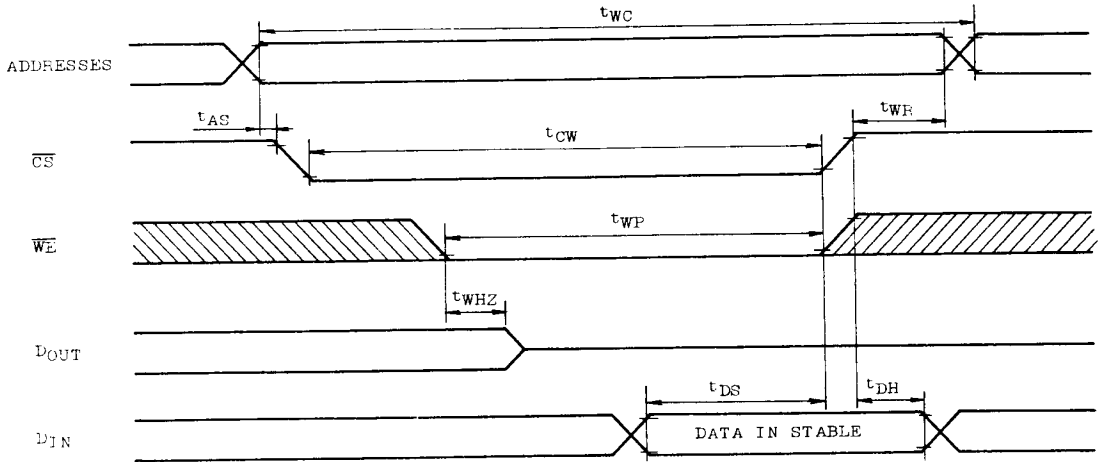 tWC
ADDRESSES
tAS
tWR
tCW
CS
tWP
WE
tWHZ
DOUT
tDS
tDH
DIN
DATA IN STABLE